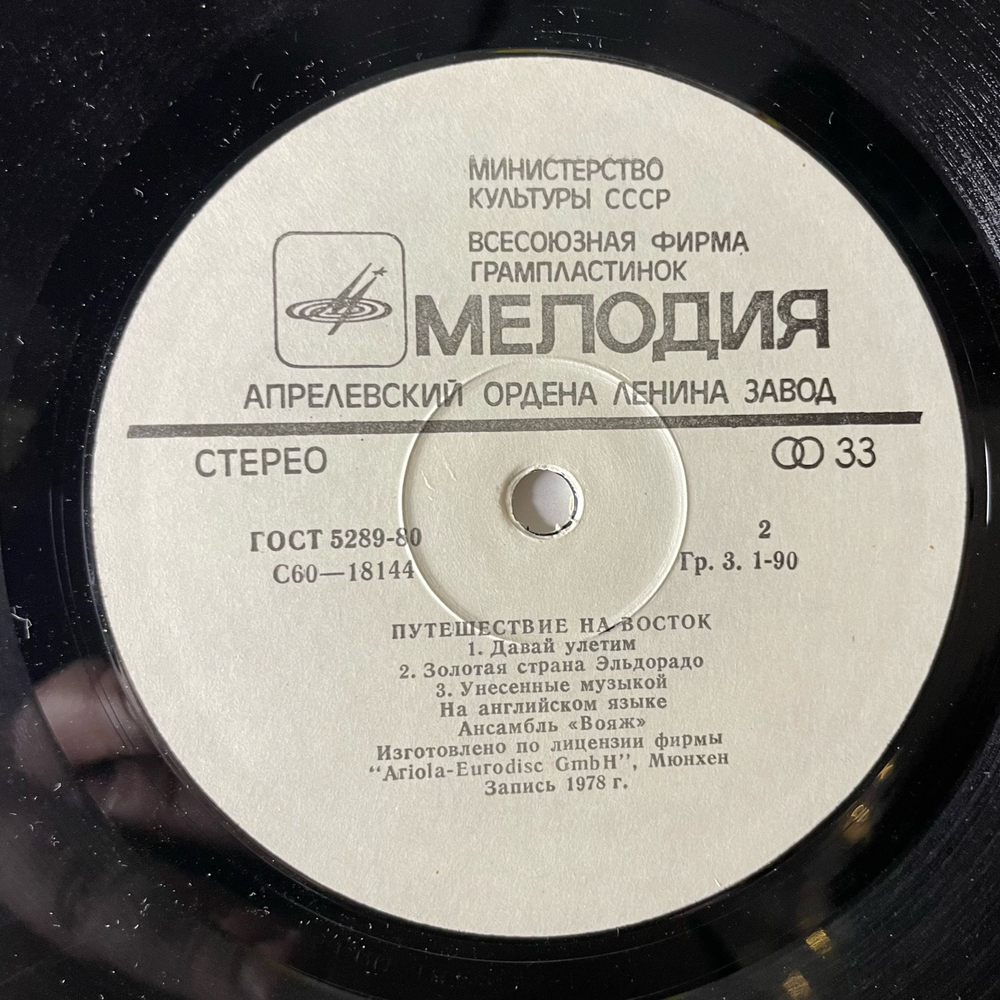 МИНИСТЕРСТВО
КУЛЬТУРЫ СССР
ВСЕСОЮЗНАЯ ФИРМА
ГРАМПЛАСТИНОК
МЕЛОДИЯ
АПРЕЛЕВСКИЙ ОРДЕНА ЛЕНИНА ЗАВОД
СТЕРЕО 33
ГОСТ 5289-80 2
С60—18144 Гр. 3. 1-90
ПУТЕШЕСТВИЕ НА ВОСТОК
1. Давай улетим
2. Золотая страна Эльдорадо
3. Унесенные музыкой
На английском языке
Ансамбль «Вояж»
Изготовлено по лицензии фирмы
“Ariola-Eurodisc GmbH”, Мюнхен
Запись 1978 г.